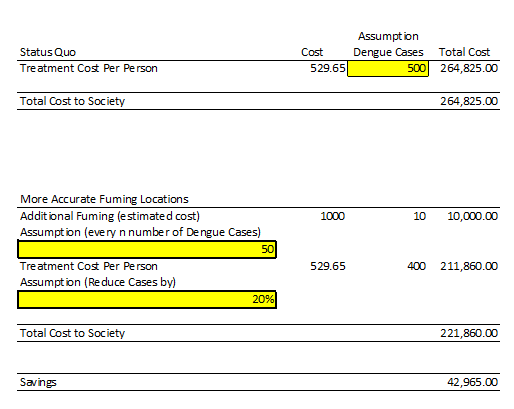 Assumption
Status Quo Cost Dengue Cases Total Cost
Treatment Cost Per Person 529.65 500 264,825.00
Total Cost to Society 264,825.00
More Accurate Fuming Locations
Additional Fuming (estimated cost) 1000 10 10,000.00
Assumption (every n number of Dengue Cases)
50
Treatment Cost Per Person 529.65 400 211,860.00
Assumption (Reduce Cases by)
20%
Total Cost to Society 221,860.00
Savings 42,965.00